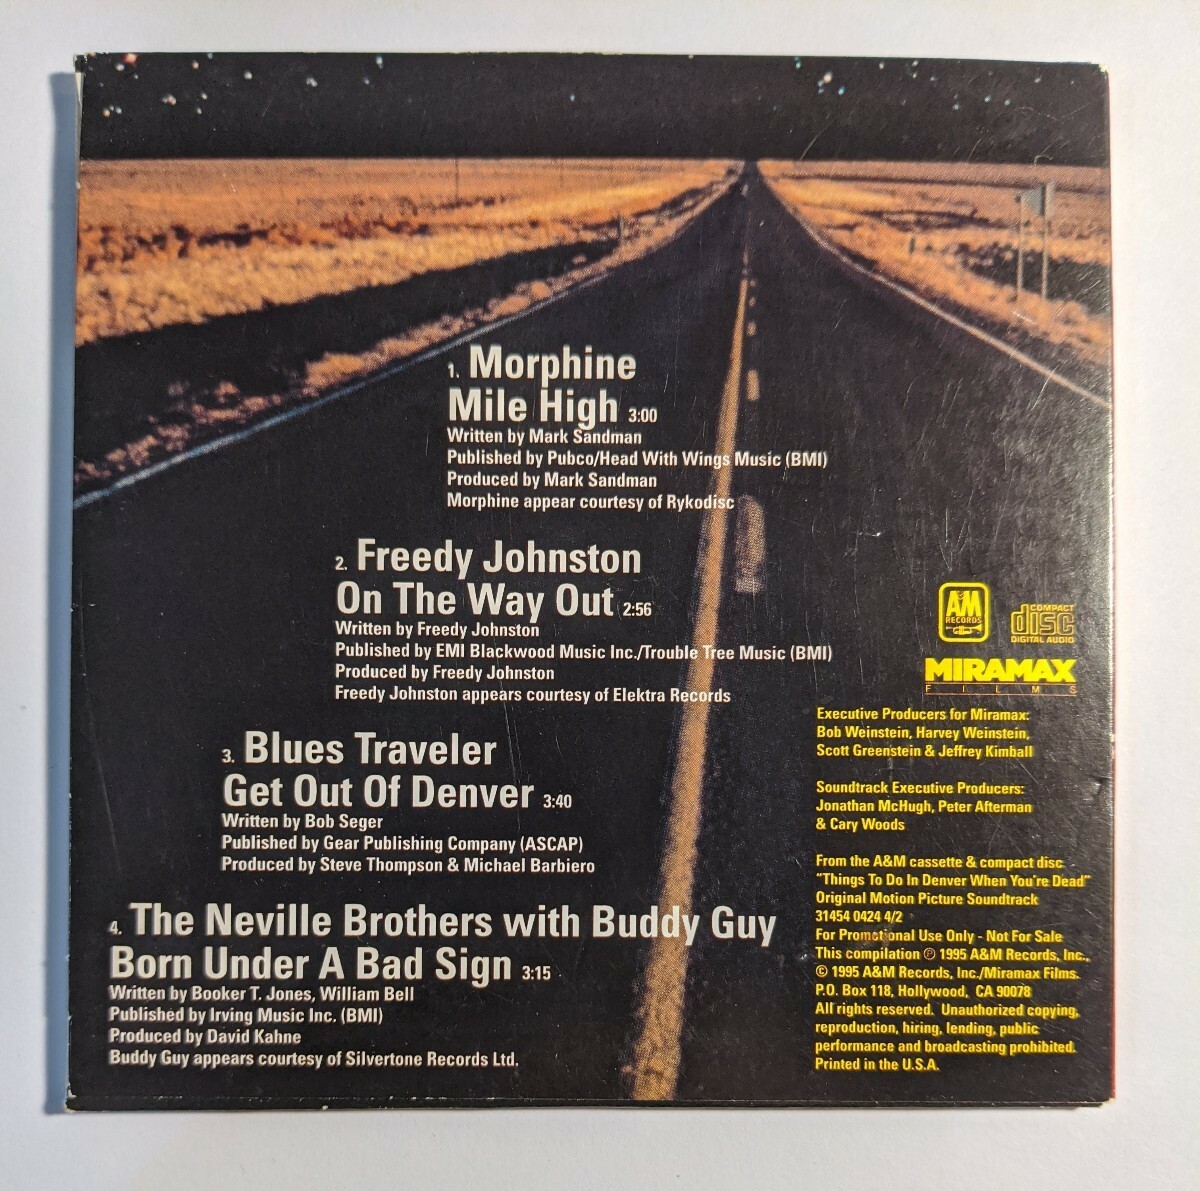 1. Morphine
Mile High 3:00
Written by Mark Sandman
Published by Pubco/Head With Wings Music (BMI)
Produced by Mark Sandman
Morphine appear courtesy of Rykodisc
2. Freedy Johnston
On The Way Out 2:56
Written by Freedy Johnston
Published by EMI Blackwood Music Inc./Trouble Tree Music (BMI)
Produced by Freedy Johnston
Freedy Johnston appears courtesy of Elektra Records
3. Blues Traveler
Get Out Of Denver 3:40
Written by Bob Seger
Published by Gear Publishing Company (ASCAP)
Produced by Steve Thompson & Michael Barbiero
4. The Neville Brothers with Buddy Guy
Born Under A Bad Sign 3:15
Written by Booker T. Jones, William Bell
Published by Irving Music Inc. (BMI)
Produced by David Kahne
Buddy Guy appears courtesy of Silvertone Records Ltd.
A&M
RECORDS
COMPACT
disc
DIGITAL AUDIO
MIRAMAX
FILMS
Executive Producers for Miramax:
Bob Weinstein, Harvey Weinstein,
Scott Greenstein & Jeffrey Kimball
Soundtrack Executive Producers:
Jonathan McHugh, Peter Afterman
& Cary Woods
From the A&M cassette & compact disc
"Things To Do In Denver When You're Dead"
Original Motion Picture Soundtrack
31454 0424 4/2
For Promotional Use Only - Not For Sale
This compilation ℗ 1995 A&M Records, Inc.,
© 1995 A&M Records, Inc./Miramax Films.
P.O. Box 118, Hollywood, CA 90078
All rights reserved. Unauthorized copying,
reproduction, hiring, lending, public
performance and broadcasting prohibited.
Printed in the U.S.A.